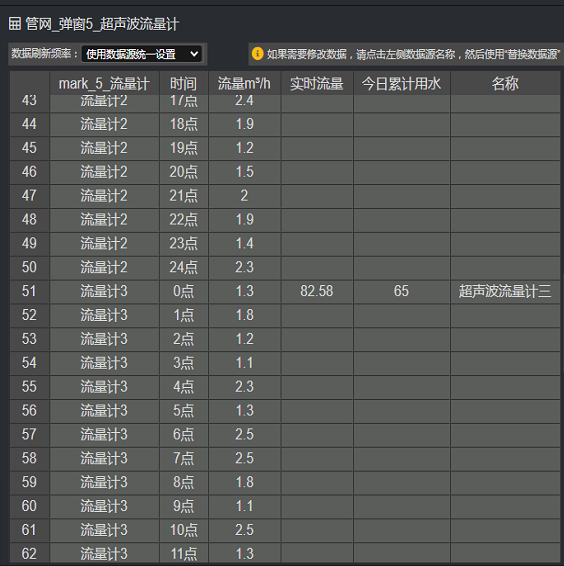 管网_弹窗5_超声波流量计
数据刷新频率： 使用数据源统一设置 如果需要修改数据，请点击左侧数据源名称，然后使用“替换数据源”
mark_5_流量计 时间 流量m³/h 实时流量 今日累计用水 名称
43 流量计2 17点 2.4
44 流量计2 18点 1.9
45 流量计2 19点 1.2
46 流量计2 20点 1.5
47 流量计2 21点 2
48 流量计2 22点 1.9
49 流量计2 23点 1.4
50 流量计2 24点 2.3
51 流量计3 0点 1.3 82.58 65 超声波流量计三
52 流量计3 1点 1.8
53 流量计3 2点 1.2
54 流量计3 3点 1.1
55 流量计3 4点 2.3
56 流量计3 5点 1.3
57 流量计3 6点 2.5
58 流量计3 7点 2.5
59 流量计3 8点 1.8
60 流量计3 9点 1.1
61 流量计3 10点 2.5
62 流量计3 11点 1.3